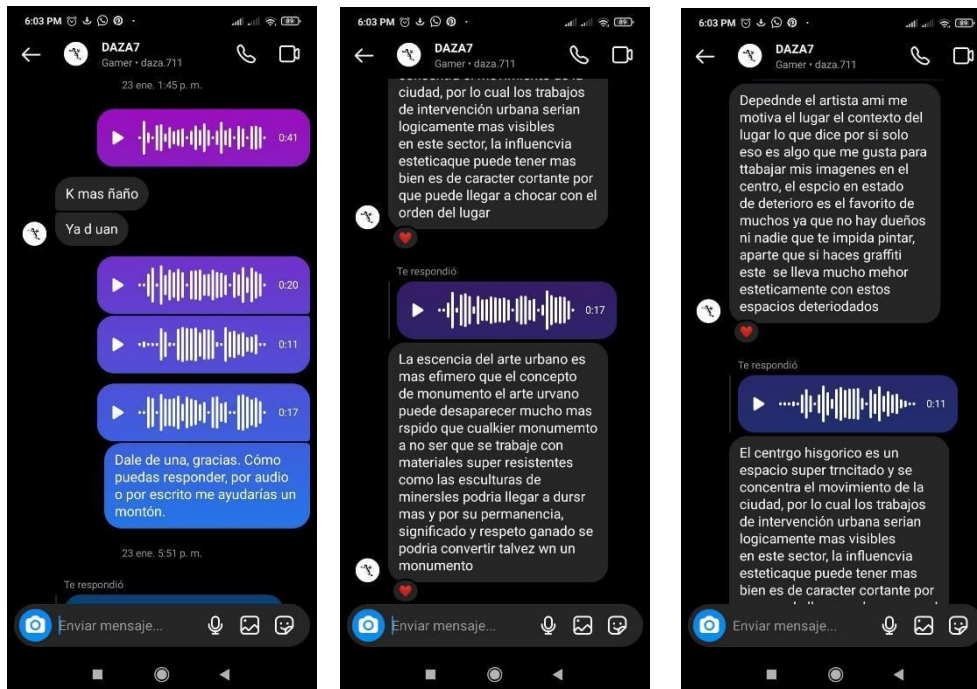 6:03 PM
89
DAZA7
Gamer • daza.711
23 ene. 1:45 p. m.
0:41
K mas ñaño
Ya d uan
0:20
0:11
0:17
Dale de una, gracias. Cómo
puedas responder, por audio
o por escrito me ayudarías un
montón.
23 ene. 5:51 p. m.
Te respondió
Enviar mensaje...
6:03 PM
89
DAZA7
Gamer • daza.711
ciudad, por lo cual los trabajos
de intervención urbana serian
logicamente mas visibles
en este sector, la influencvia
esteticaque puede tener mas
bien es de caracter cortante por
que puede llegar a chocar con el
orden del lugar
Te respondió
0:17
La escencia del arte urbano es
mas efimero que el concepto
de monumento el arte urvano
puede desaparecer mucho mas
rspido que cualkier monumemto
a no ser que se trabaje con
materiales super resistentes
como las esculturas de
minersles podria llegar a dursr
mas y por su permanencia,
significado y respeto ganado se
podria convertir talvez wn un
monumento
Enviar mensaje...
6:03 PM
89
DAZA7
Gamer • daza.711
Depednde el artista ami me
motiva el lugar el contexto del
lugar lo que dice por si solo
eso es algo que me gusta para
ttabajar mis imagenes en el
centro, el espcio en estado
de deterioro es el favorito de
muchos ya que no hay dueños
ni nadie que te impida pintar,
aparte que si haces graffiti
este  se lleva mucho mehor
esteticamente con estos
espacios deteriodados
Te respondió
0:11
El centrgo hisgorico es un
espacio super trncitado y se
concentra el movimiento de la
ciudad, por lo cual los trabajos
de intervención urbana serian
logicamente mas visibles
en este sector, la influencvia
esteticaque puede tener mas
bien es de caracter cortante por
Enviar mensaje...